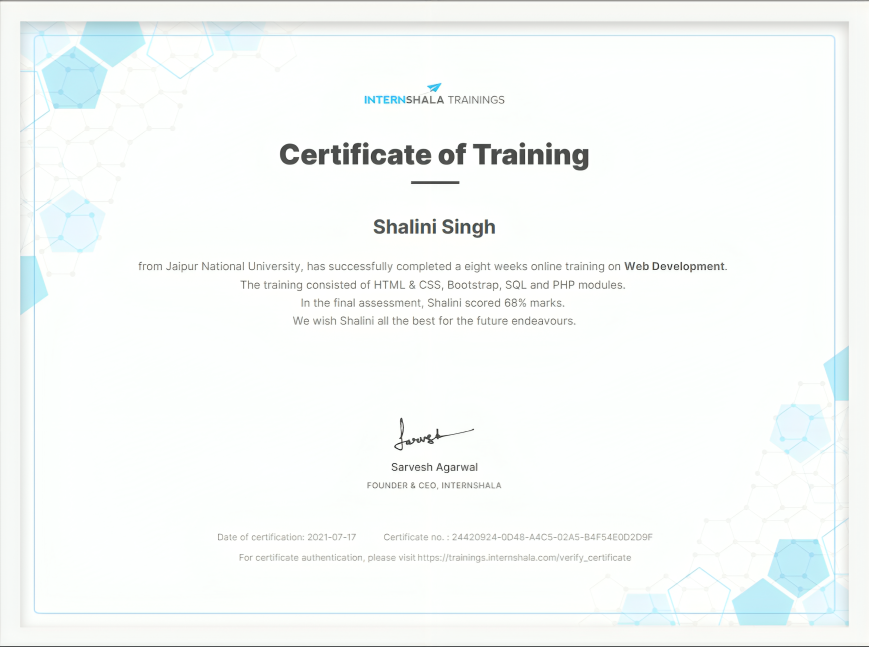 INTERNSHALA TRAININGS
Certificate of Training
Shalini Singh
from Jaipur National University, has successfully completed a eight weeks online training on Web Development.
The training consisted of HTML & CSS, Bootstrap, SQL and PHP modules.
In the final assessment, Shalini scored 68% marks.
We wish Shalini all the best for the future endeavours.
Sarvesh
Sarvesh Agarwal
FOUNDER & CEO, INTERNSHALA
Date of certification: 2021-07-17 Certificate no. : 24420924-0D48-A4C5-02A5-B4F54E0D2D9F
For certificate authentication, please visit https://trainings.internshala.com/verify_certificate